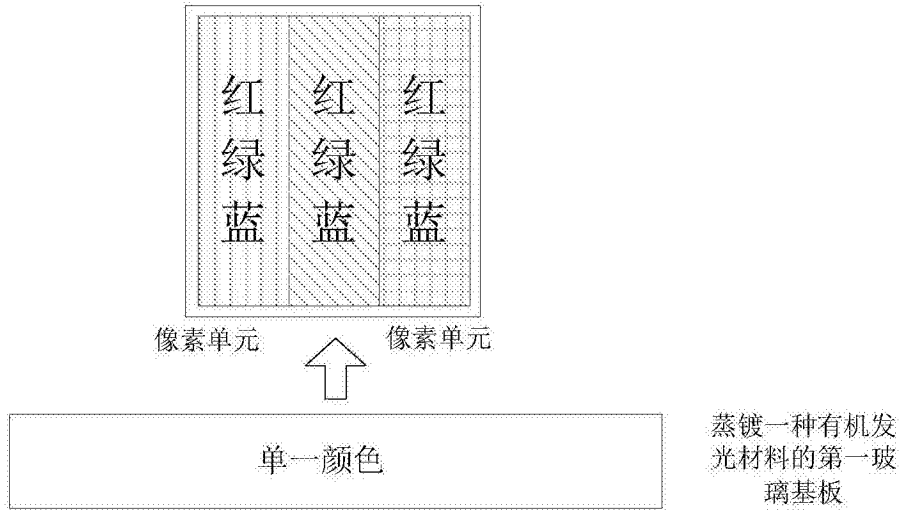 红 红 红
绿 绿 绿
蓝 蓝 蓝
像素单元 像素单元
单一颜色
蒸镀一种有机发
光材料的第一玻
璃基板